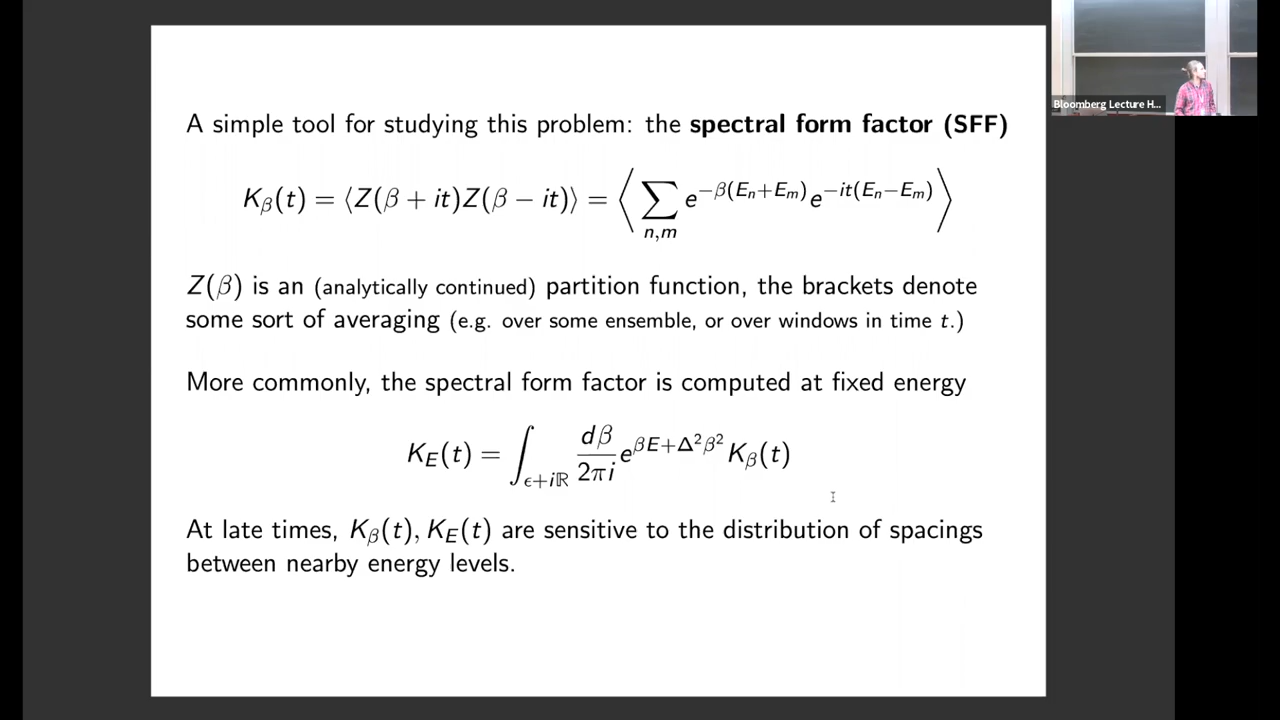 A simple tool for studying this problem: the spectral form factor (SFF)
K_β(t) = ⟨Z(β + it)Z(β − it)⟩ = ⟨ ∑_{n,m} e^{−β(E_n+E_m)} e^{−it(E_n−E_m)} ⟩
Z(β) is an (analytically continued) partition function, the brackets denote
some sort of averaging (e.g. over some ensemble, or over windows in time t.)
More commonly, the spectral form factor is computed at fixed energy
K_E(t) = ∫_{ϵ+iℝ} dβ/2πi e^{βE+Δ²β²} K_β(t)
At late times, K_β(t), K_E(t) are sensitive to the distribution of spacings
between nearby energy levels.
Bloomberg Lecture H...